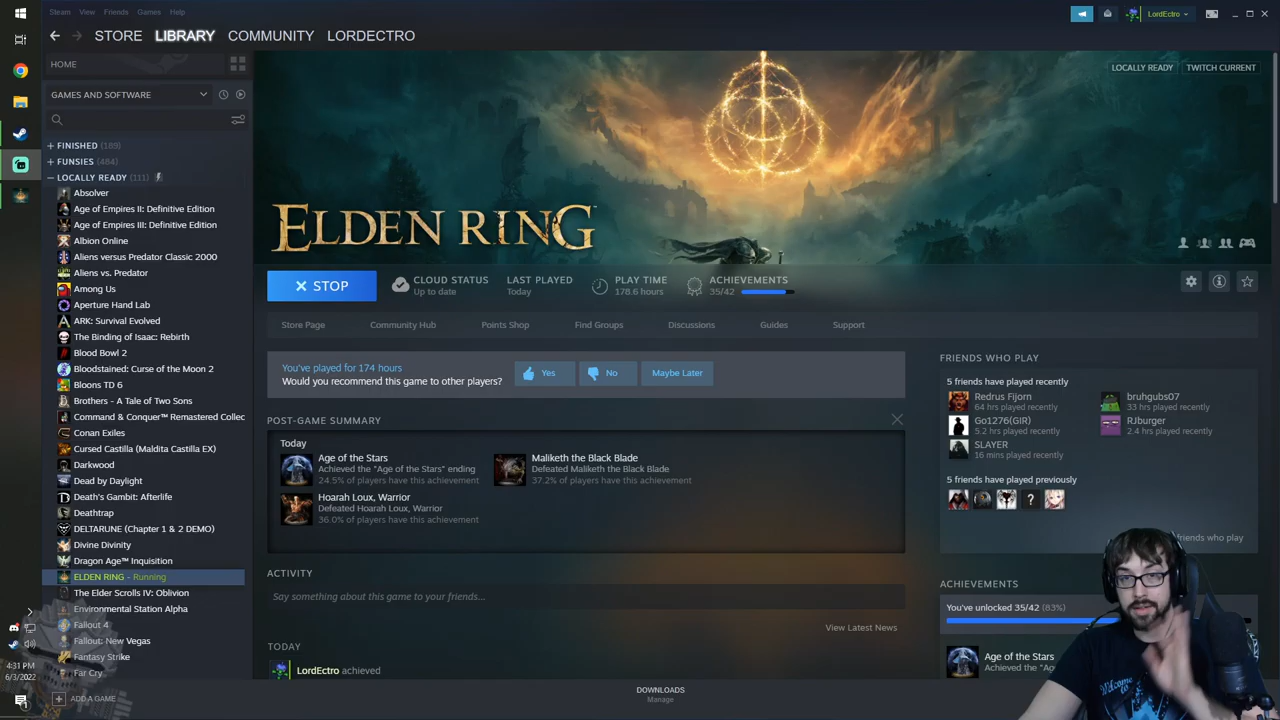 Steam View Friends Games Help
LordEctro
STORE LIBRARY COMMUNITY LORDECTRO
HOME
GAMES AND SOFTWARE
FINISHED (189)
FUNSIES (484)
LOCALLY READY (111)
Absolver
Age of Empires II: Definitive Edition
Age of Empires III: Definitive Edition
Albion Online
Aliens versus Predator Classic 2000
Aliens vs. Predator
Among Us
Aperture Hand Lab
ARK: Survival Evolved
The Binding of Isaac: Rebirth
Blood Bowl 2
Bloodstained: Curse of the Moon 2
Bloons TD 6
Brothers - A Tale of Two Sons
Command & Conquer™ Remastered Collec
Conan Exiles
Cursed Castilla (Maldita Castilla EX)
Darkwood
Dead by Daylight
Death's Gambit: Afterlife
Deathtrap
DELTARUNE (Chapter 1 & 2 DEMO)
Divine Divinity
Dragon Age™ Inquisition
ELDEN RING - Running
The Elder Scrolls IV: Oblivion
Environmental Station Alpha
Fallout 4
Fallout: New Vegas
Fantasy Strike
Far Cry
4:31 PM
6/3/2022
ADD A GAME
LOCALLY READY TWITCH CURRENT
ELDEN RING
STOP
CLOUD STATUS
Up to date
LAST PLAYED
Today
PLAY TIME
178.6 hours
ACHIEVEMENTS
35/42
Store Page Community Hub Points Shop Find Groups Discussions Guides Support
You've played for 174 hours
Would you recommend this game to other players?
Yes No Maybe Later
POST-GAME SUMMARY
Today
Age of the Stars
Achieved the "Age of the Stars" ending
24.5% of players have this achievement
Maliketh the Black Blade
Defeated Maliketh the Black Blade
37.2% of players have this achievement
Hoarah Loux, Warrior
Defeated Hoarah Loux, Warrior
36.0% of players have this achievement
ACTIVITY
Say something about this game to your friends...
View Latest News
TODAY
LordEctro achieved
DOWNLOADS
Manage
FRIENDS WHO PLAY
5 friends have played recently
Redrus Fijorn
64 hrs played recently
bruhgubs07
33 hrs played recently
Go1276(GIR)
5.2 hrs played recently
RJburger
2.4 hrs played recently
SLAYER
16 mins played recently
5 friends have played previously
?
friends who play
ACHIEVEMENTS
You've unlocked 35/42 (83%)
Age of the Stars
Achieved the "Ag
Welcome